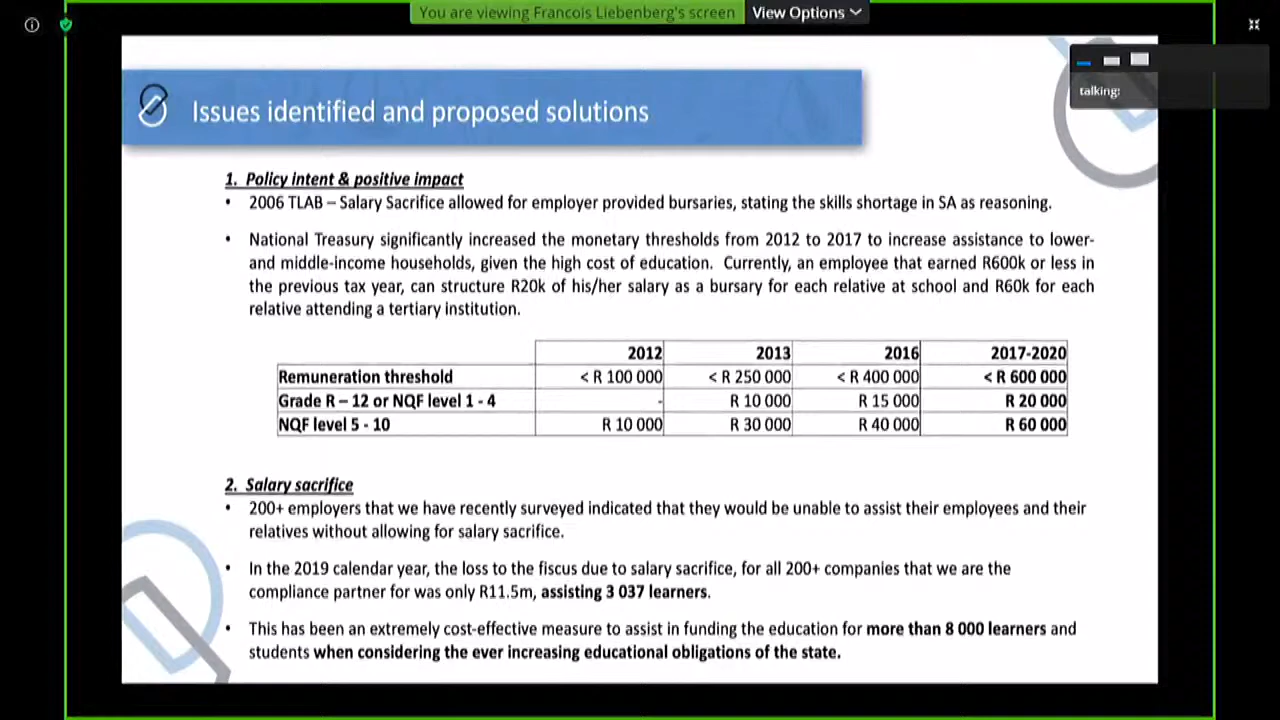 You are viewing Francois Liebenberg's screen
View Options
talking:
Issues identified and proposed solutions
1. Policy intent & positive impact
• 2006 TLAB – Salary Sacrifice allowed for employer provided bursaries, stating the skills shortage in SA as reasoning.
• National Treasury significantly increased the monetary thresholds from 2012 to 2017 to increase assistance to lower-
and middle-income households, given the high cost of education. Currently, an employee that earned R600k or less in
the previous tax year, can structure R20k of his/her salary as a bursary for each relative at school and R60k for each
relative attending a tertiary institution.
2012 2013 2016 2017-2020
Remuneration threshold < R 100 000 < R 250 000 < R 400 000 < R 600 000
Grade R – 12 or NQF level 1 - 4 - R 10 000 R 15 000 R 20 000
NQF level 5 - 10 R 10 000 R 30 000 R 40 000 R 60 000
2. Salary sacrifice
• 200+ employers that we have recently surveyed indicated that they would be unable to assist their employees and their
relatives without allowing for salary sacrifice.
• In the 2019 calendar year, the loss to the fiscus due to salary sacrifice, for all 200+ companies that we are the
compliance partner for was only R11.5m, assisting 3 037 learners.
• This has been an extremely cost-effective measure to assist in funding the education for more than 8 000 learners and
students when considering the ever increasing educational obligations of the state.